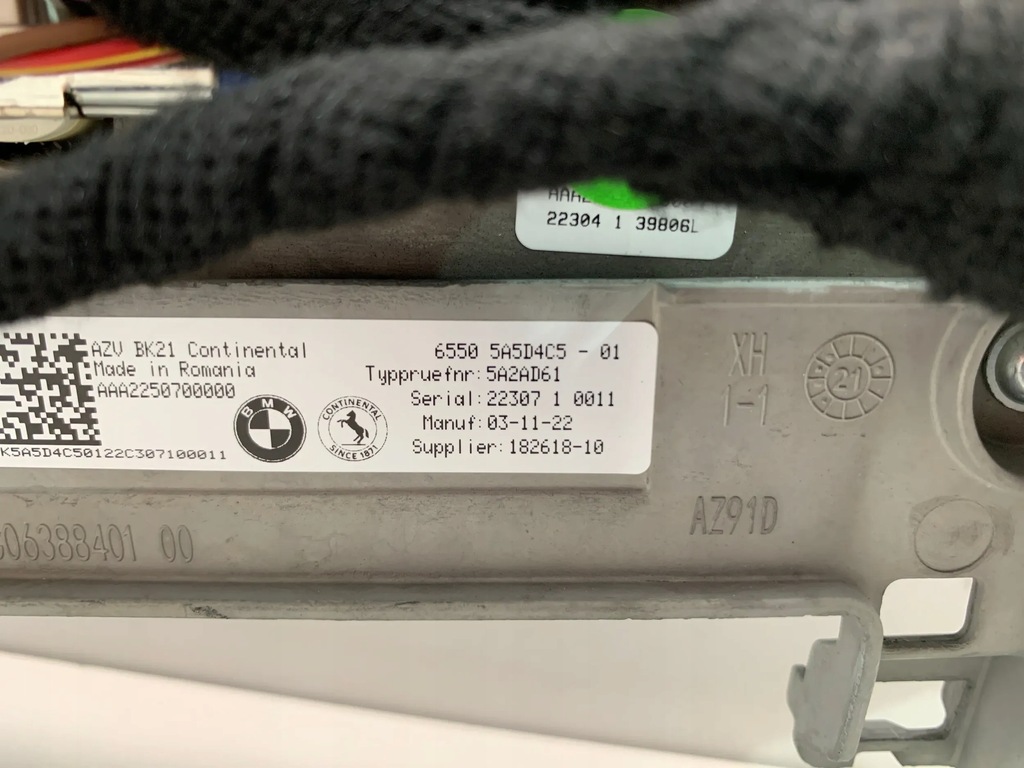 22304 1 39806L
AZV BK21 Continental
Made in Romania
AAA2250700000
BMW
CONTINENTAL
SINCE 1871
K5A5D4C50122C307100011
6550 5A5D4C5 - 01
Typpruefnr: 5A2AD61
Serial: 22307 1 0011
Manuf: 03-11-22
Supplier: 182618-10
XH
1-1
21
AZ91D
06388401 00